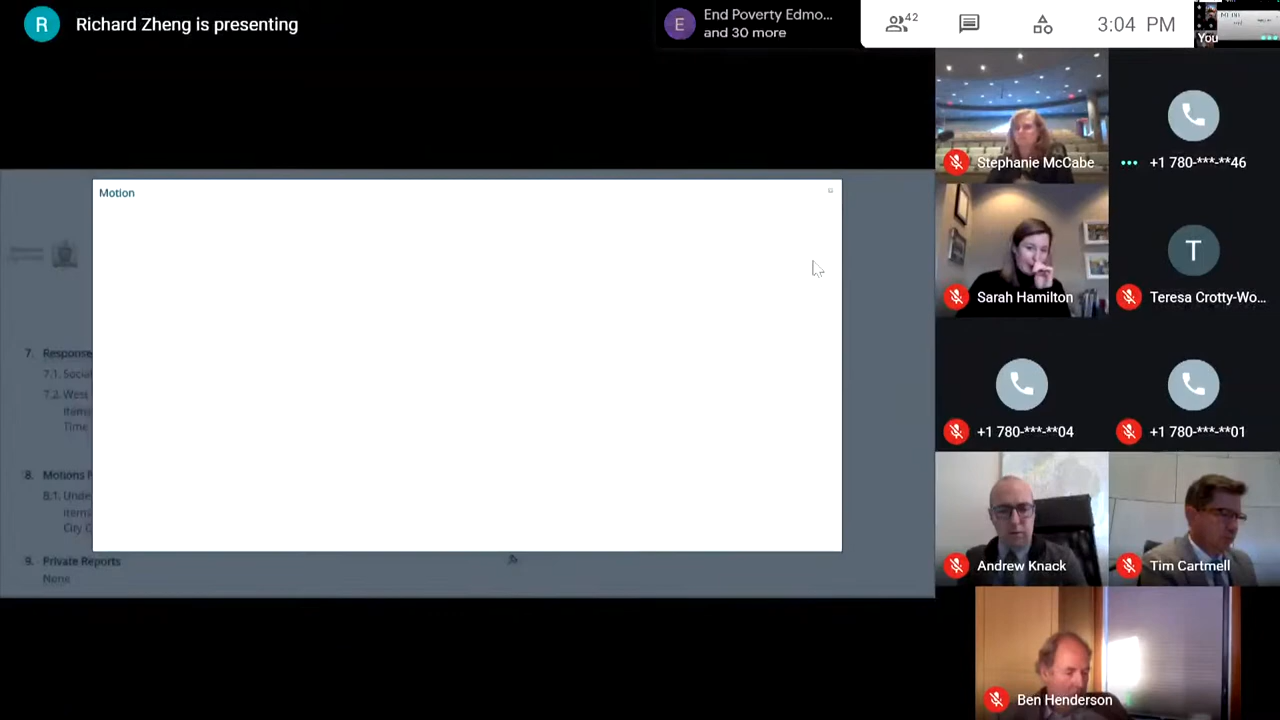 R
Richard Zheng is presenting
E
End Poverty Edmo...
and 30 more
42
3:04 PM
You
Motion
7. Response
7.1. Social
7.2. West
Items
Time
8. Motions P
8.1. Unde
Items
City C
9. Private Reports
None
Stephanie McCabe
+1 780-***-**46
Sarah Hamilton
T
Teresa Crotty-Wo...
+1 780-***-**04
+1 780-***-**01
Andrew Knack
Tim Cartmell
Ben Henderson